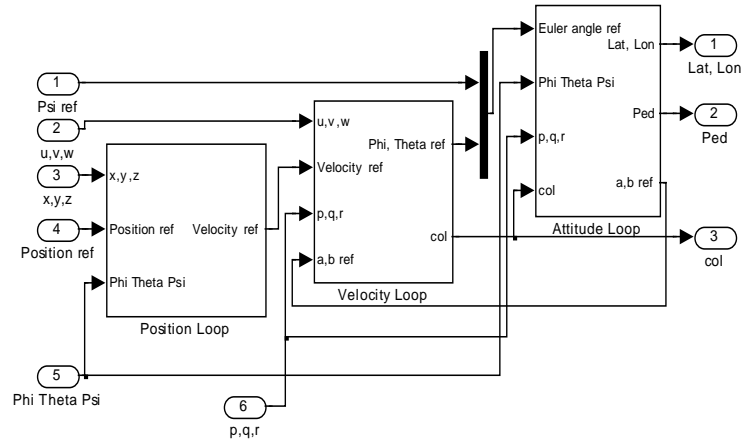 1
Psi ref
2
u,v,w
3
x,y,z
4
Position ref
5
Phi Theta Psi
6
p,q,r
x,y,z
Position ref
Phi Theta Psi
Velocity ref
Position Loop
u,v,w
Velocity ref
p,q,r
a,b ref
Phi, Theta ref
col
Velocity Loop
Euler angle ref
Phi Theta Psi
p,q,r
col
Lat, Lon
Ped
a,b ref
Attitude Loop
1
Lat, Lon
2
Ped
3
col